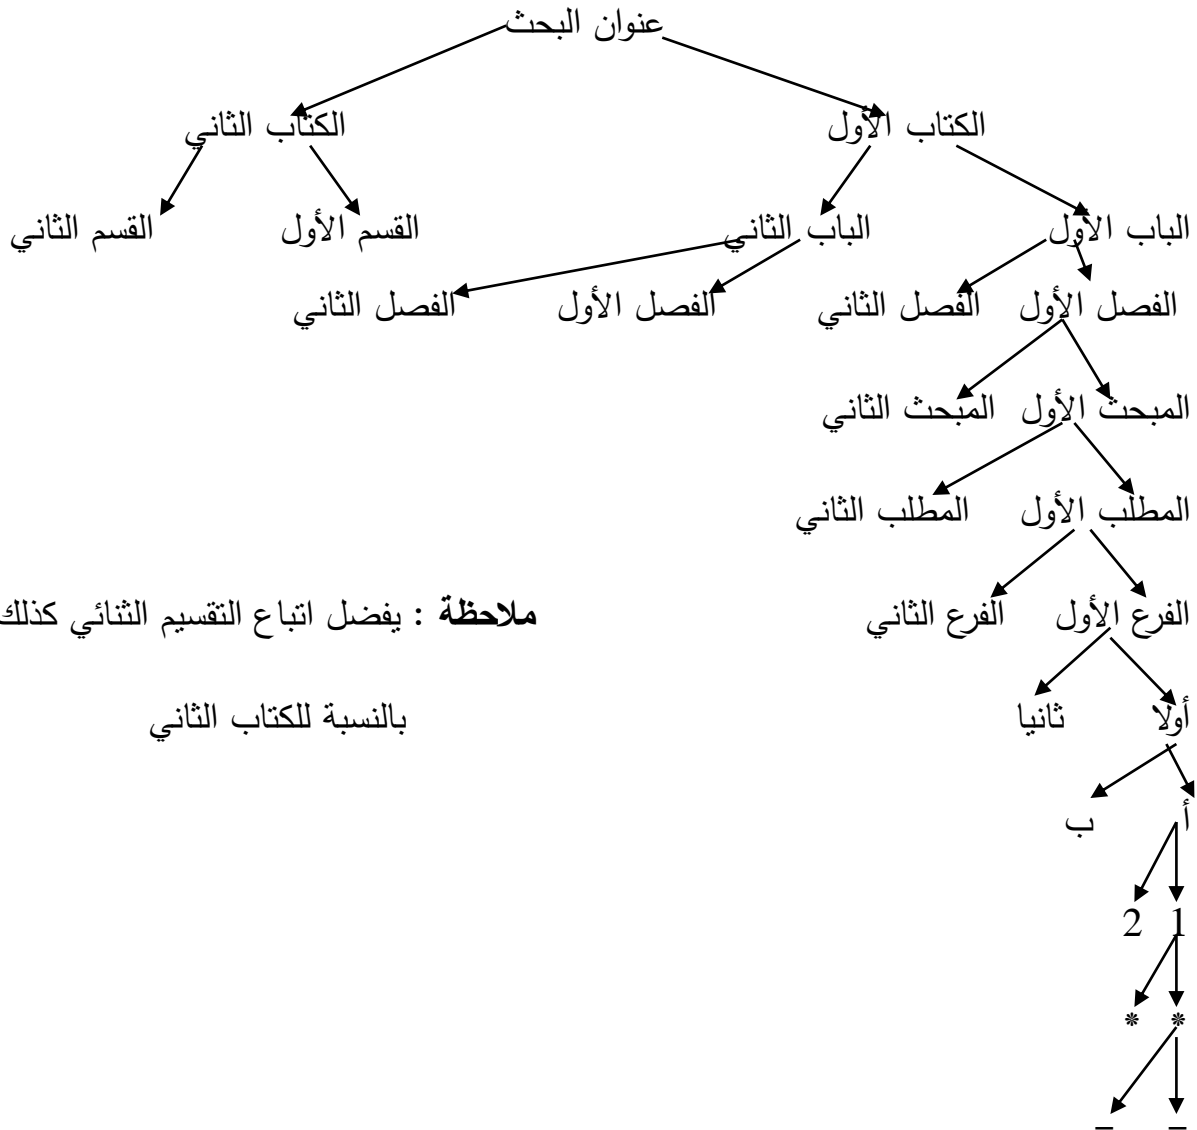 عنوان البحث
الكتاب الأول الكتاب الثاني
الباب الأول الباب الثاني القسم الأول القسم الثاني
الفصل الأول الفصل الثاني الفصل الأول الفصل الثاني
المبحث الأول المبحث الثاني
المطلب الأول المطلب الثاني
الفرع الأول الفرع الثاني ملاحظة : يفضل اتباع التقسيم الثنائي كذلك
أولا ثانيا بالنسبة للكتاب الثاني
أ ب
1 2
* *
– –